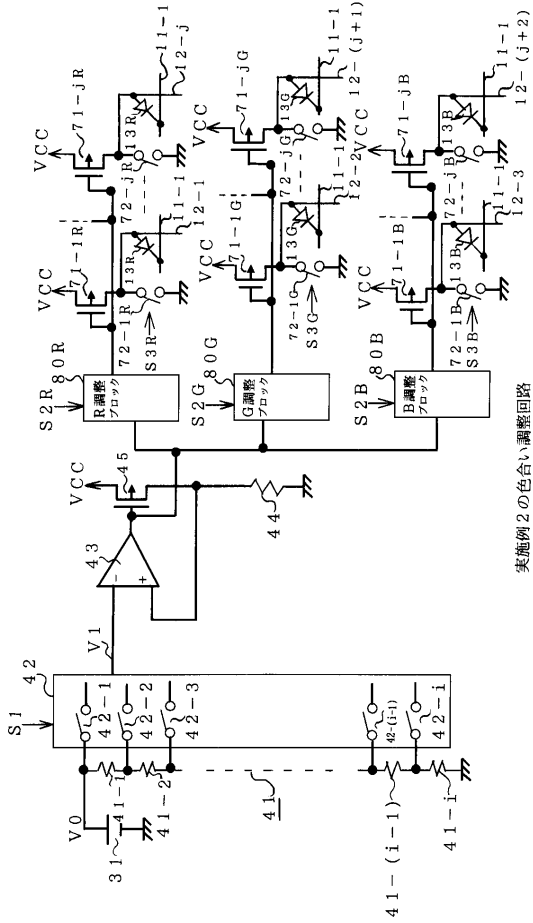 S1
42
V0
31
42-1
42-2
42-3
42-(i-1)
42-i
41-1
41-2
41
41-(i-1)
41-i
V1
43
-
+
VCC
45
44
S2R
80R
R調整
ブロック
VCC
71-1R
72-1R
S3R
13R
11-1
12-1
VCC
71-jR
72-jR
13R
11-1
12-j
S2G
80G
G調整
ブロック
VCC
71-1G
72-1G
S3G
13G
11-1
12-2
VCC
71-jG
72-jG
13G
11-1
12-(j+1)
S2B
80B
B調整
ブロック
VCC
71-1B
72-1B
S3B
13B
11-1
12-3
VCC
71-jB
72-jB
13B
11-1
12-(j+2)
実施例2の色合い調整回路